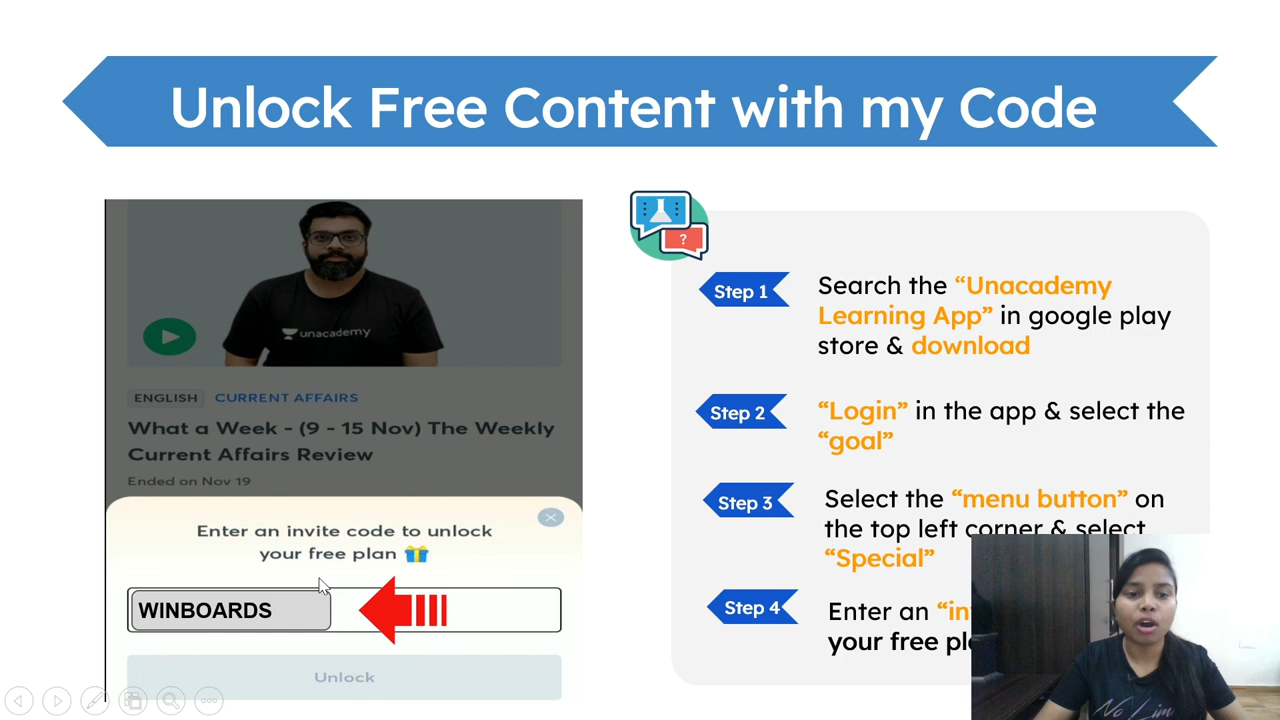 Unlock Free Content with my Code
unacademy
ENGLISH CURRENT AFFAIRS
What a Week - (9 - 15 Nov) The Weekly
Current Affairs Review
Ended on Nov 19
Enter an invite code to unlock
your free plan
WINBOARDS
Unlock
?
Step 1
Search the “Unacademy
Learning App” in google play
store & download
Step 2
“Login” in the app & select the
“goal”
Step 3
Select the “menu button” on
the top left corner & select
“Special”
Step 4
Enter an
your free
No Lim